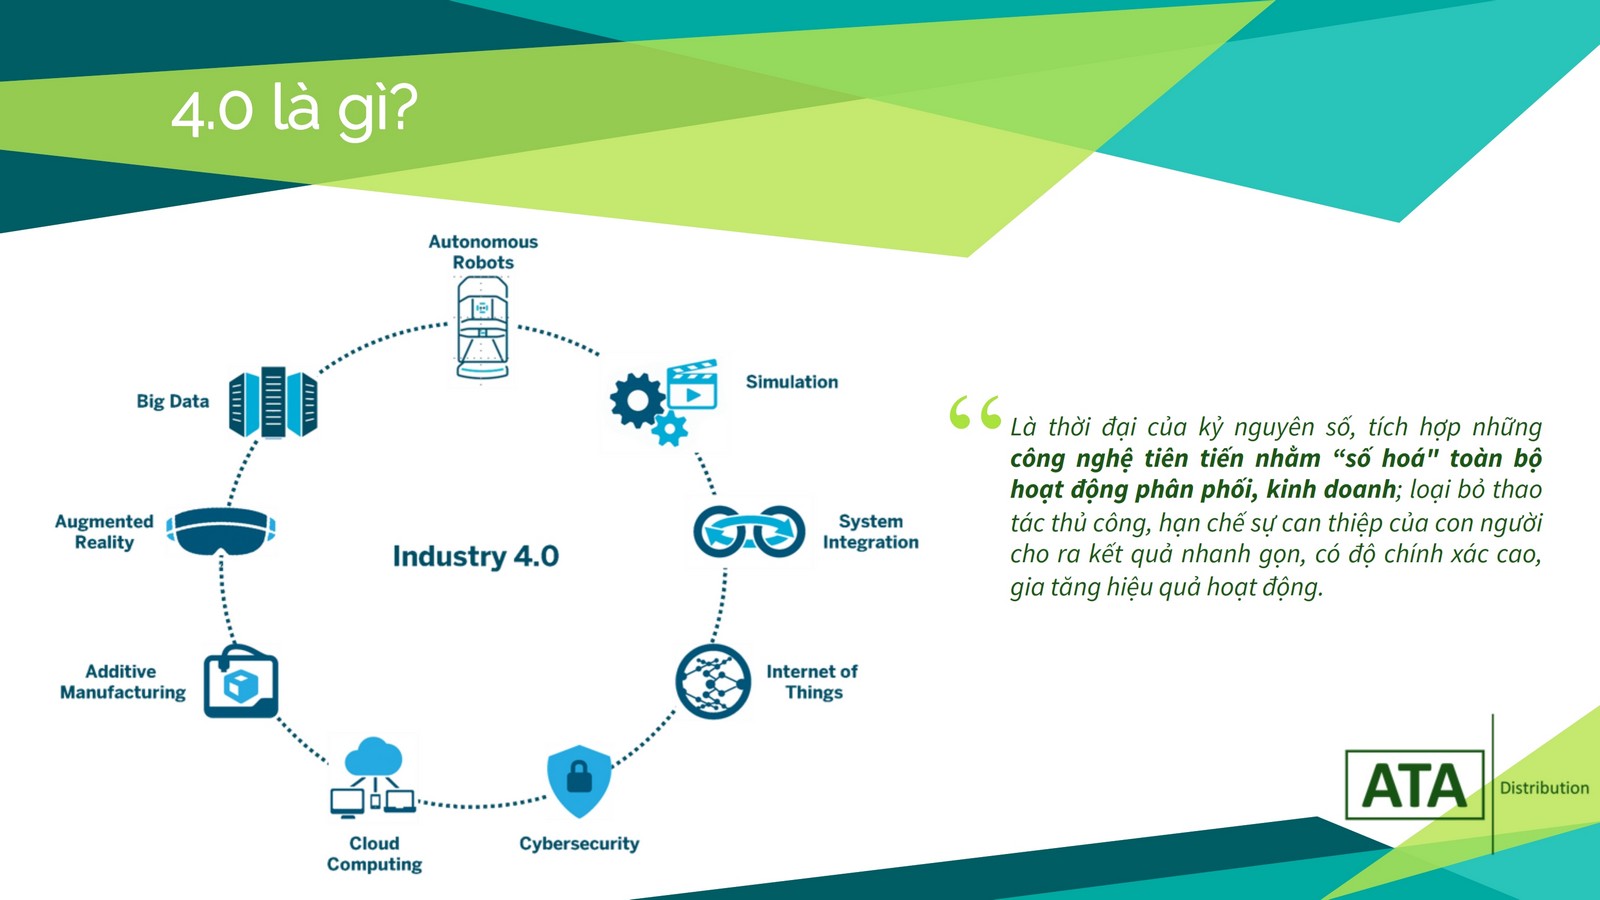 4.0 là gì?
Autonomous
Robots
Big Data
Simulation
Augmented
Reality
Industry 4.0
System
Integration
Additive
Manufacturing
Internet of
Things
Cloud
Computing
Cybersecurity
“
Là thời đại của kỷ nguyên số, tích hợp những
công nghệ tiên tiến nhằm “số hoá" toàn bộ
hoạt động phân phối, kinh doanh; loại bỏ thao
tác thủ công, hạn chế sự can thiệp của con người
cho ra kết quả nhanh gọn, có độ chính xác cao,
gia tăng hiệu quả hoạt động.
ATA
Distribution